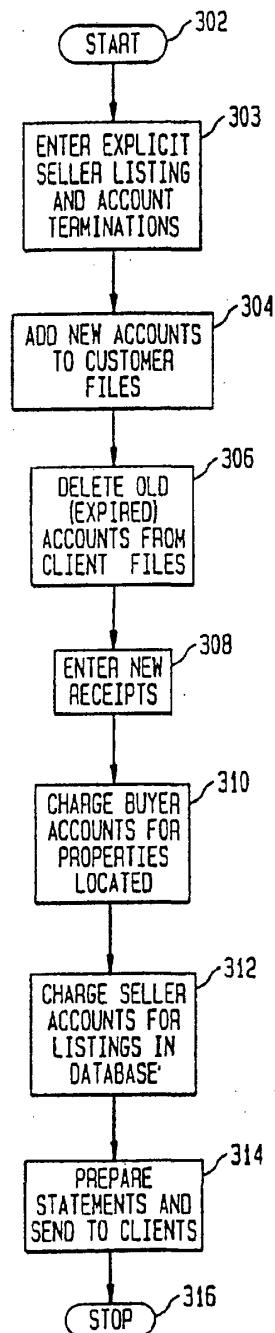 302
START
303
ENTER EXPLICIT
SELLER LISTING
AND ACCOUNT
TERMINATIONS
304
ADD NEW ACCOUNTS
TO CUSTOMER
FILES
306
DELETE OLD
(EXPIRED)
ACCOUNTS FROM
CLIENT FILES
308
ENTER NEW
RECEIPTS
310
CHARGE BUYER
ACCOUNTS FOR
PROPERTIES
LOCATED
312
CHARGE SELLER
ACCOUNTS FOR
LISTINGS IN
DATABASE'
314
PREPARE
STATEMENTS AND
SEND TO CLIENTS
316
STOP